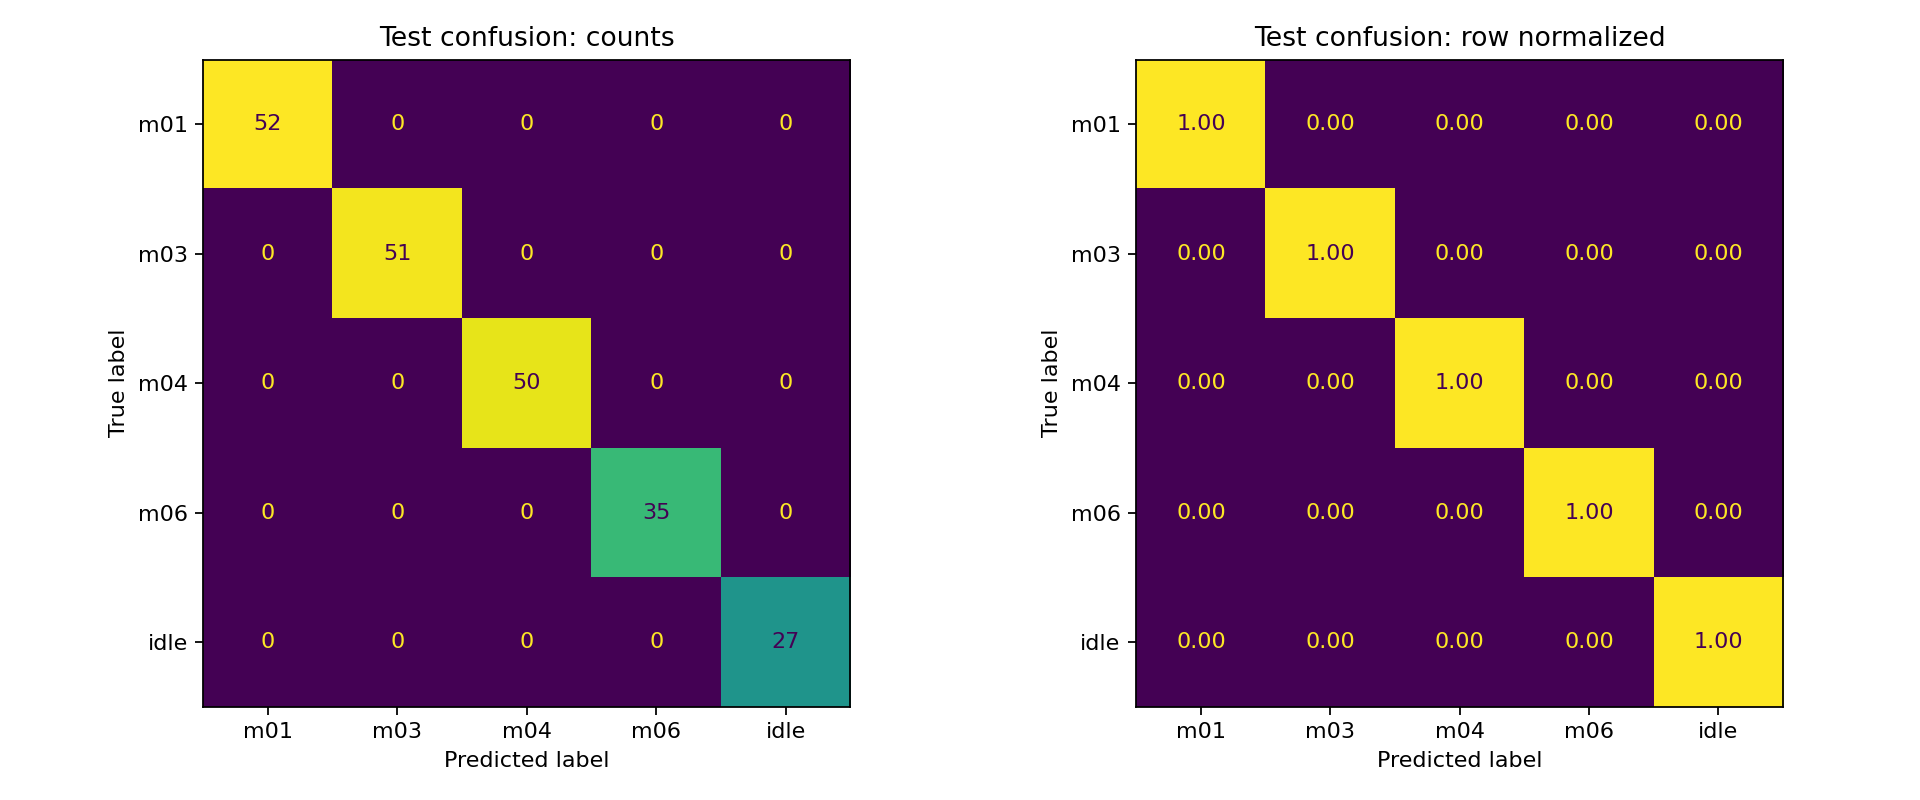 Test confusion: counts
m01 52 0 0 0 0
m03 0 51 0 0 0
m04 0 0 50 0 0
m06 0 0 0 35 0
idle 0 0 0 0 27
m01 m03 m04 m06 idle
Predicted label
True label
Test confusion: row normalized
m01 1.00 0.00 0.00 0.00 0.00
m03 0.00 1.00 0.00 0.00 0.00
m04 0.00 0.00 1.00 0.00 0.00
m06 0.00 0.00 0.00 1.00 0.00
idle 0.00 0.00 0.00 0.00 1.00
m01 m03 m04 m06 idle
Predicted label
True label